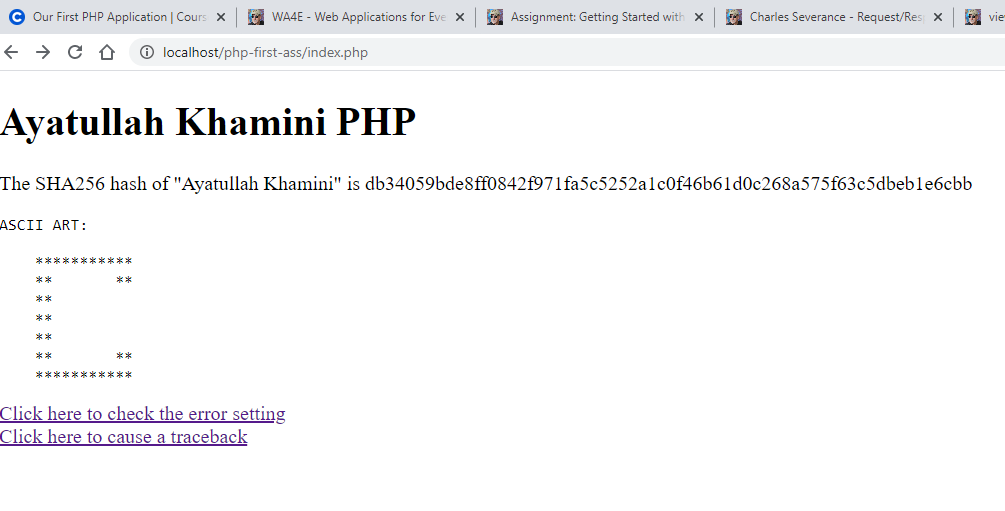 Our First PHP Application | Cours
WA4E - Web Applications for Eve
Assignment: Getting Started with
Charles Severance - Request/Res
vie
localhost/php-first-ass/index.php
Ayatullah Khamini PHP
The SHA256 hash of "Ayatullah Khamini" is db34059bde8ff0842f971fa5c5252a1c0f46b61d0c268a575f63c5dbeb1e6cbb
ASCII ART:
    ***********
    **       **
    **
    **
    **
    **       **
    ***********
Click here to check the error setting
Click here to cause a traceback